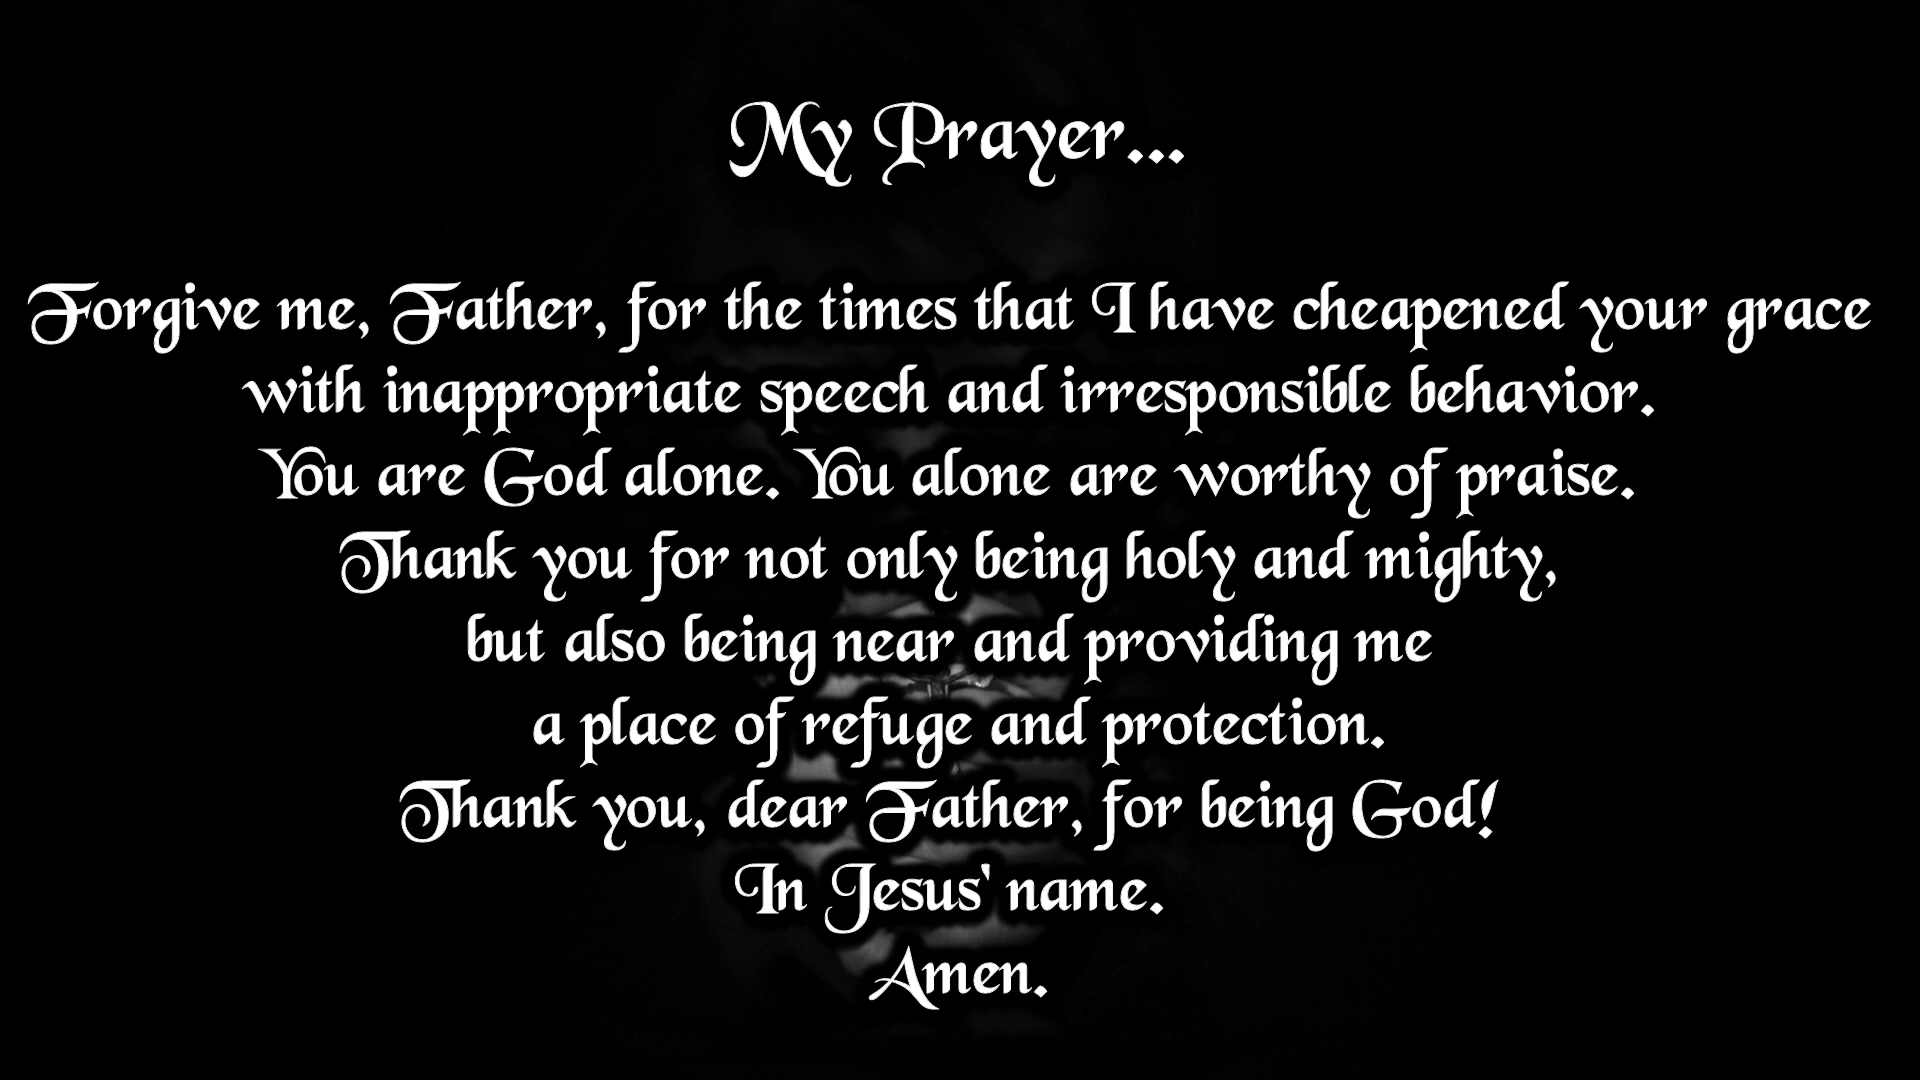 My Prayer...
Forgive me, Father, for the times that I have cheapened your grace
with inappropriate speech and irresponsible behavior.
You are God alone. You alone are worthy of praise.
Thank you for not only being holy and mighty,
but also being near and providing me
a place of refuge and protection.
Thank you, dear Father, for being God!
In Jesus' name.
Amen.